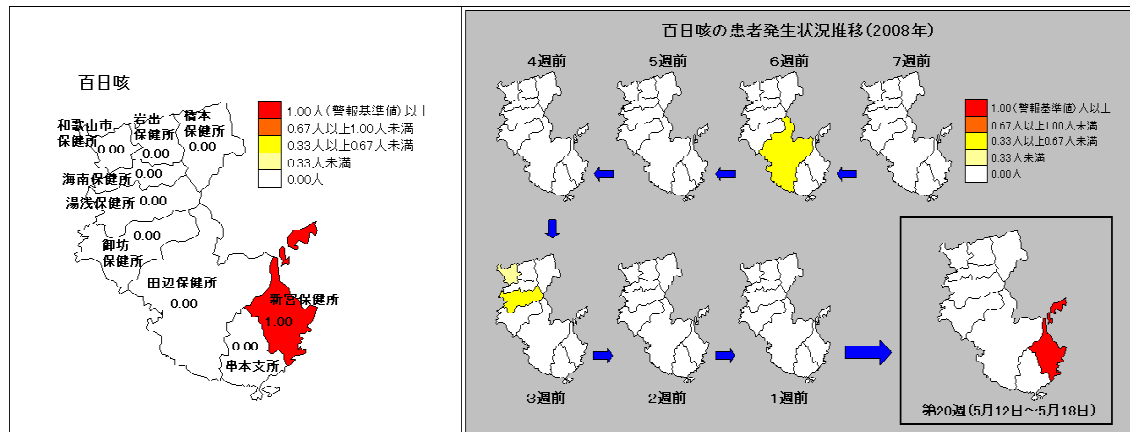 百日咳
和歌山市
保健所
0.00
岩出
保健所
0.00
橋本
保健所
0.00
海南保健所
0.00
湯浅保健所
0.00
御坊
保健所
0.00
田辺保健所
0.00
新宮保健所
1.00
0.00
串本支所
1.00人(警報基準値)以上
0.67人以上1.00人未満
0.33人以上0.67人未満
0.33人未満
0.00人
百日咳の患者発生状況推移(2008年)
4週前
5週前
6週前
7週前
1.00(警報基準値)人以上
0.67人以上1.00人未満
0.33人以上0.67人未満
0.33人未満
0.00人
3週前
2週前
1週前
第20週(5月12日~5月18日)